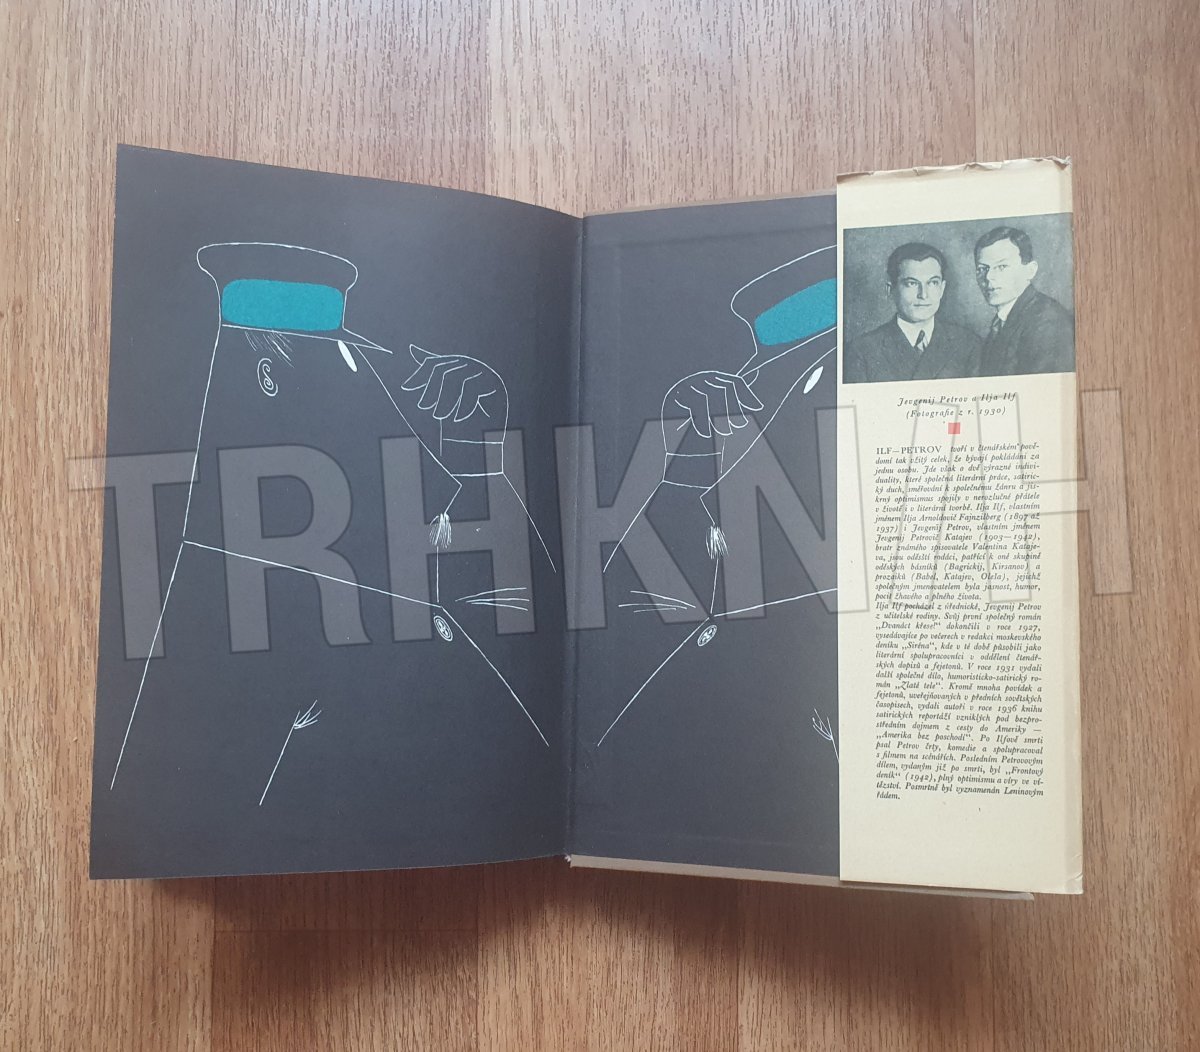 Jevgenij Petrov a Ilja Ilf
(Fotografie z r. 1930)
ILF—PETROV tvoří v čtenářském pově-
domí tak vžitý celek, že bývají pokládáni za
jednu osobu. Jde však o dvě výrazné indivi-
duality, které společná literární práce, satiric-
ký duch, směřování k společnému žánru a jis-
krný optimismus spojily v nerozlučné přátele
v životě i v literární tvorbě. Ilja Ilf, vlastním
jménem Ilja Arnoldovič Fajnzilberg (1897 až
1937) i Jevgenij Petrov, vlastním jménem
Jevgenij Petrovič Katajev (1903—1942),
bratr známého spisovatele Valentina Kataje-
va, jsou oděsští rodáci, patřící k oné skupině
oděských básníků (Bagrickij, Kirsanov) a
prozaiků (Babel, Katajev, Oleša), jejichž
společným jmenovatelem byla jasnost, humor,
pocit žhavého a plného života.
Ilja Ilf pocházel z úřednické, Jevgenij Petrov
z učitelské rodiny. Svůj první společný román
„Dvanáct křesel“ dokončili v roce 1927,
vysedávajíce po večerech v redakci moskevského
deníku „Siréna“, kde v té době působili jako
literární spolupracovníci v oddělení čtenář-
ských dopisů a fejetonů. V roce 1931 vydali
další společné dílo, humoristicko-satirický ro-
mán „Zlaté tele“. Kromě mnoha povídek a
fejetonů, uveřejňovaných v předních sovětských
časopisech, vydali autoři v roce 1936 knihu
satirických reportáží vzniklých pod bezpro-
středním dojmem z cesty do Ameriky —
„Amerika bez poschodí“. Po Ilfově smrti
psal Petrov črty, komedie a spolupracoval
s filmem na scénářích. Posledním Petrovovým
dílem, vydaným již po smrti, byl „Frontový
deník“ (1942), plný optimismu a víry ve ví-
tězství. Posmrtně byl vyznamenán Leninovým
řádem.
TRHKNIH